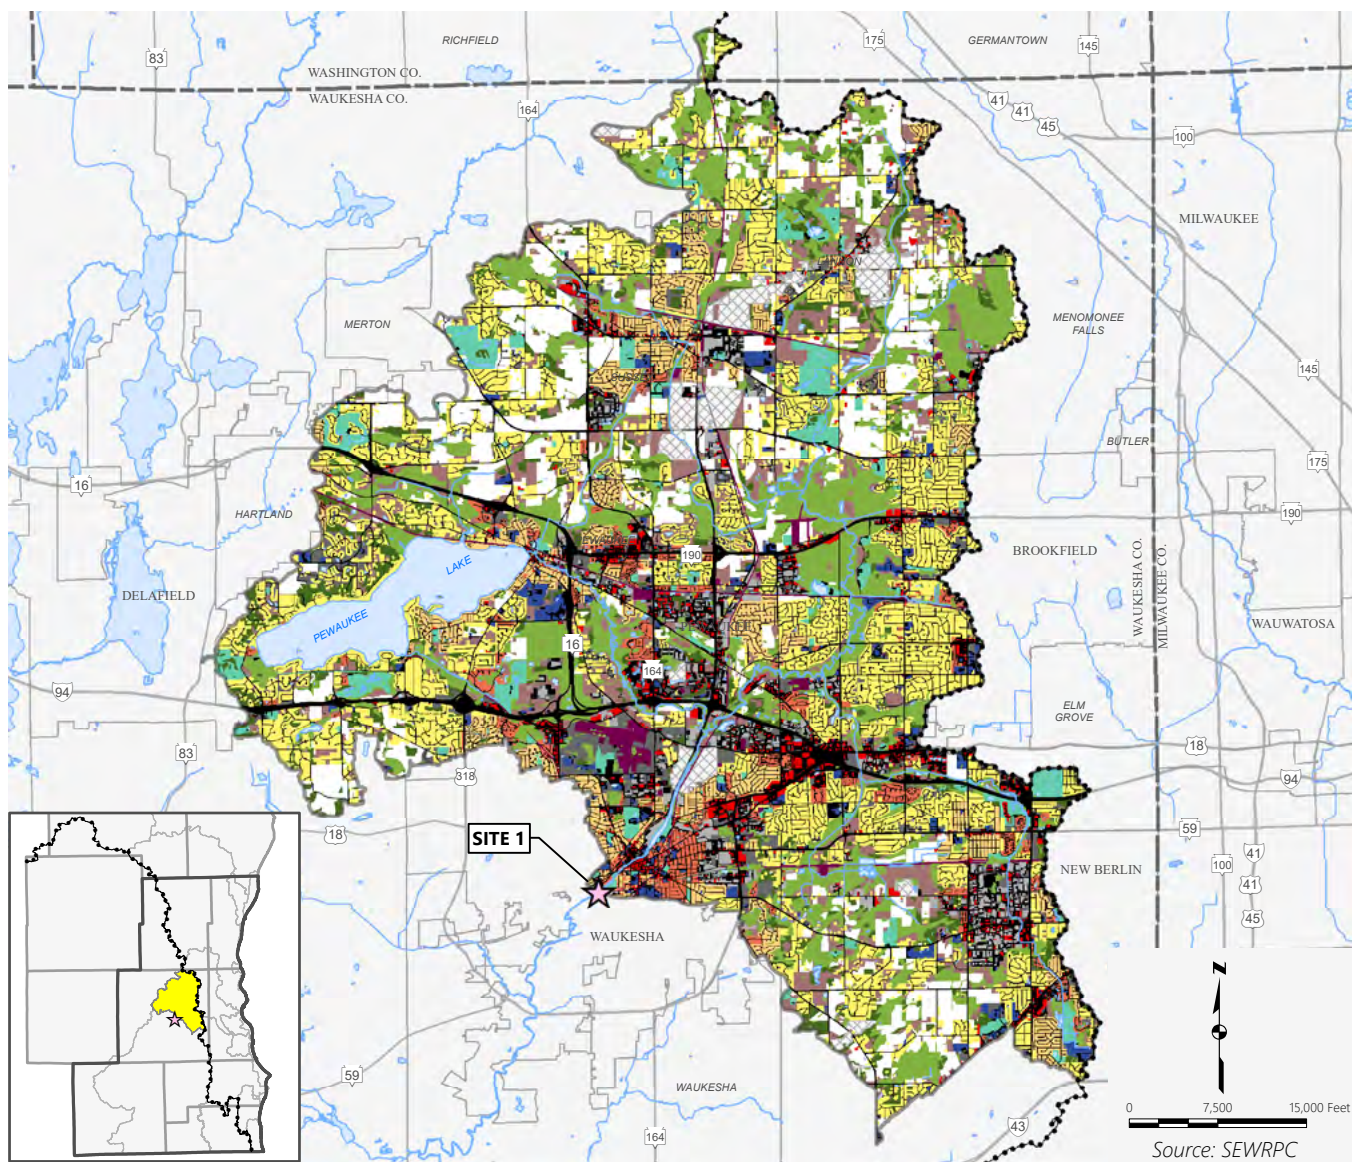 RICHFIELD
GERMANTOWN
175
145
83
WASHINGTON CO.
WAUKESHA CO.
164
41
41
45
100
MILWAUKEE
MERTON
MENOMONEE
FALLS
145
BUTLER
175
16
HARTLAND
190
190
LAKE
BROOKFIELD
WAUKESHA CO.
MILWAUKEE CO.
DELAFIELD
PEWAUKEE
WAUWATOSA
16
164
94
ELM
GROVE
18
83
318
94
18
SITE 1
59
41
100
41
45
NEW BERLIN
WAUKESHA
Z
59
WAUKESHA
43
164
0 7,500 15,000 Feet
Source: SEWRPC